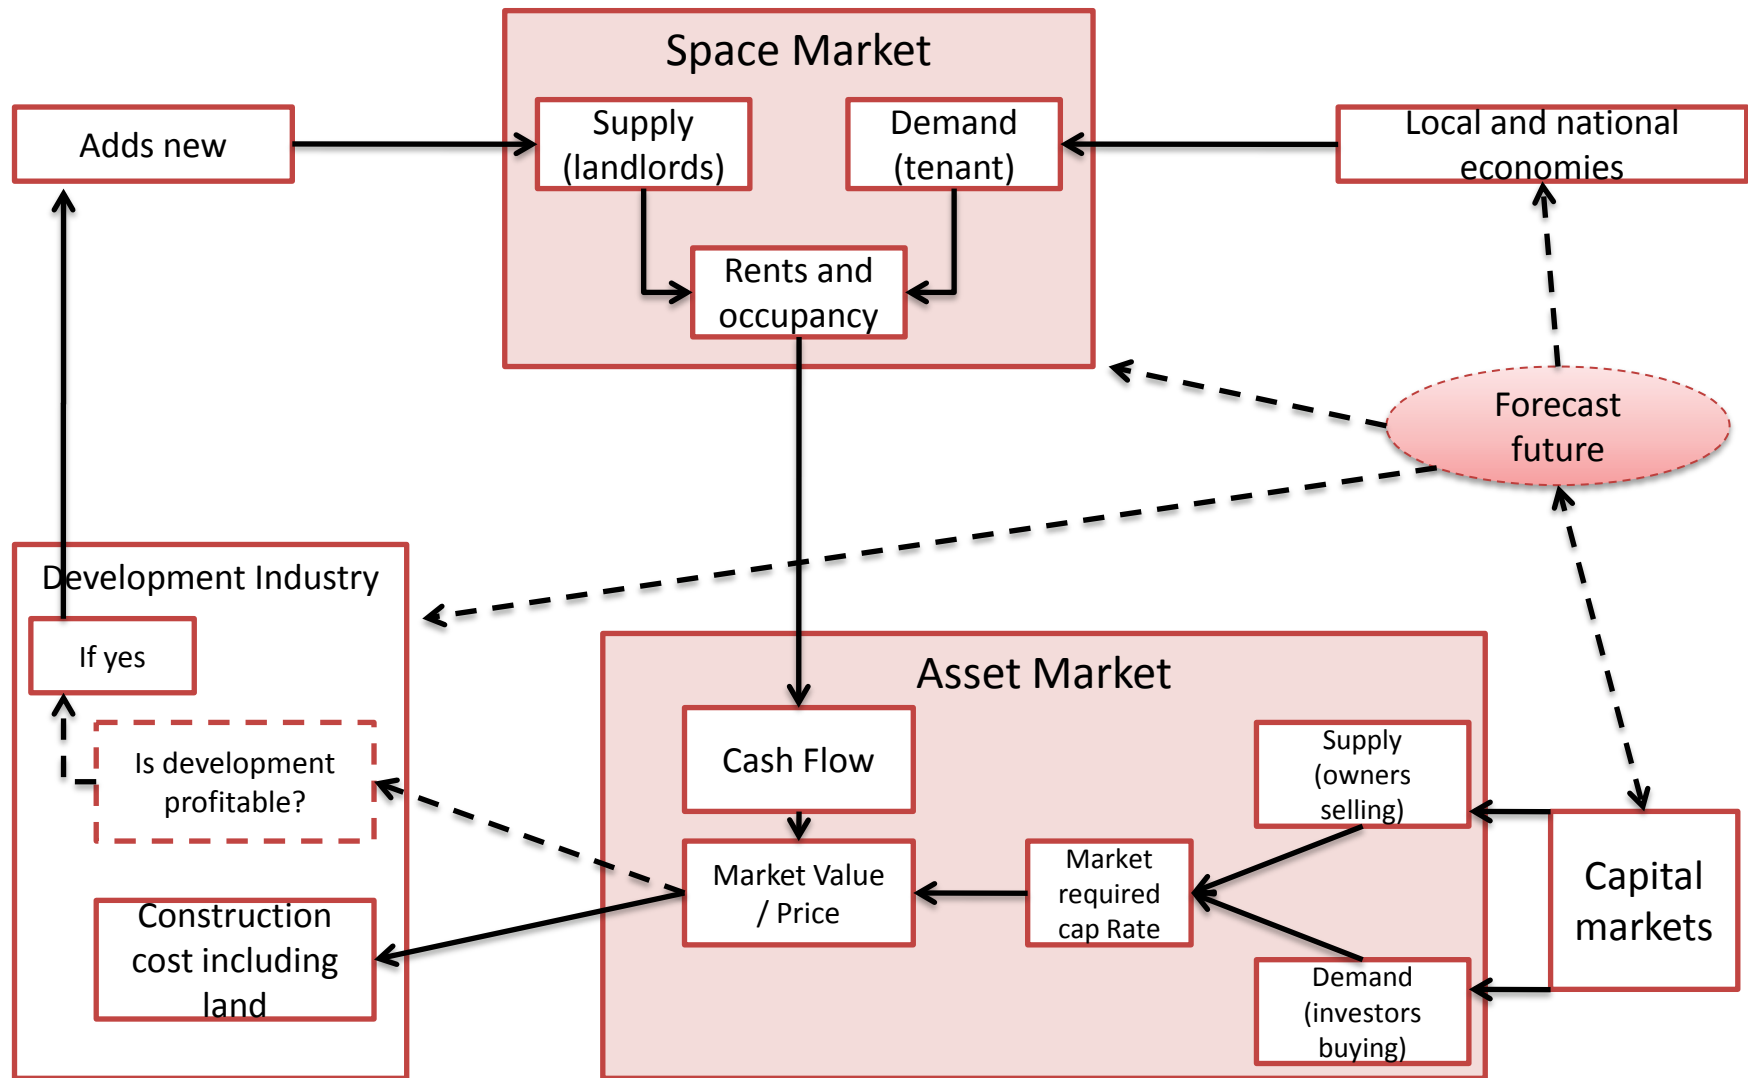 Space Market
Adds new
Supply
(landlords)
Demand
(tenant)
Local and national
economies
Rents and
occupancy
Forecast
future
Development Industry
If yes
Is development
profitable?
Construction
cost including
land
Asset Market
Cash Flow
Market Value
/ Price
Market
required
cap Rate
Supply
(owners
selling)
Demand
(investors
buying)
Capital
markets